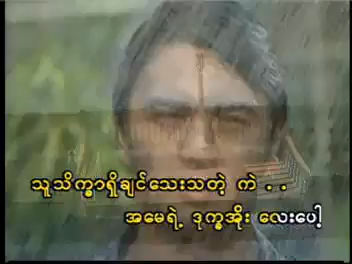 သူသိက္ခာရှိချင်သေးသတဲ့ ကဲ . .
အမေရဲ့ ဒုက္ခအိုး လေးပေါ့